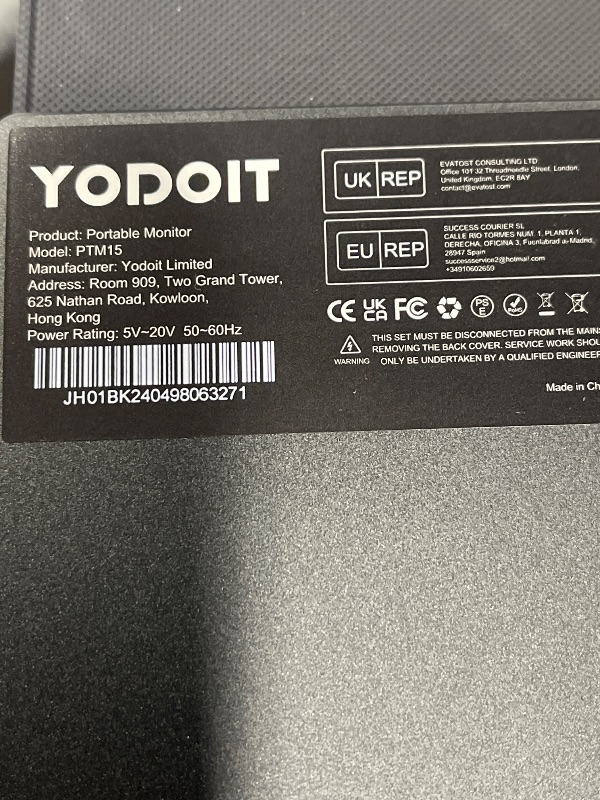 YODOIT
Product: Portable Monitor
Model: PTM15
Manufacturer: Yodoit Limited
Address: Room 909, Two Grand Tower,
625 Nathan Road, Kowloon,
Hong Kong
Power Rating: 5V~20V 50~60Hz
JH01BK240498063271
UK REP
EVATOST CONSULTING LTD
Office 101 32 Threadneedle Street, London,
United Kingdom, EC2R 8AY
contact@evatost.com
EU REP
SUCCESS COURIER SL
CALLE RIO TORMES NUM. 1, PLANTA 1,
DERECHA, OFICINA 3, Fuenlabrad a-Madrid,
28947 Spain
successservice2@hotmail.com
+34910602659
CE UK CA FC PS E RoHS
WARNING
THIS SET MUST BE DISCONNECTED FROM THE MAINS
REMOVING THE BACK COVER. SERVICE WORK SHOU
ONLY BE UNDERTAKEN BY A QUALIFIED ENGINEER
Made in Ch